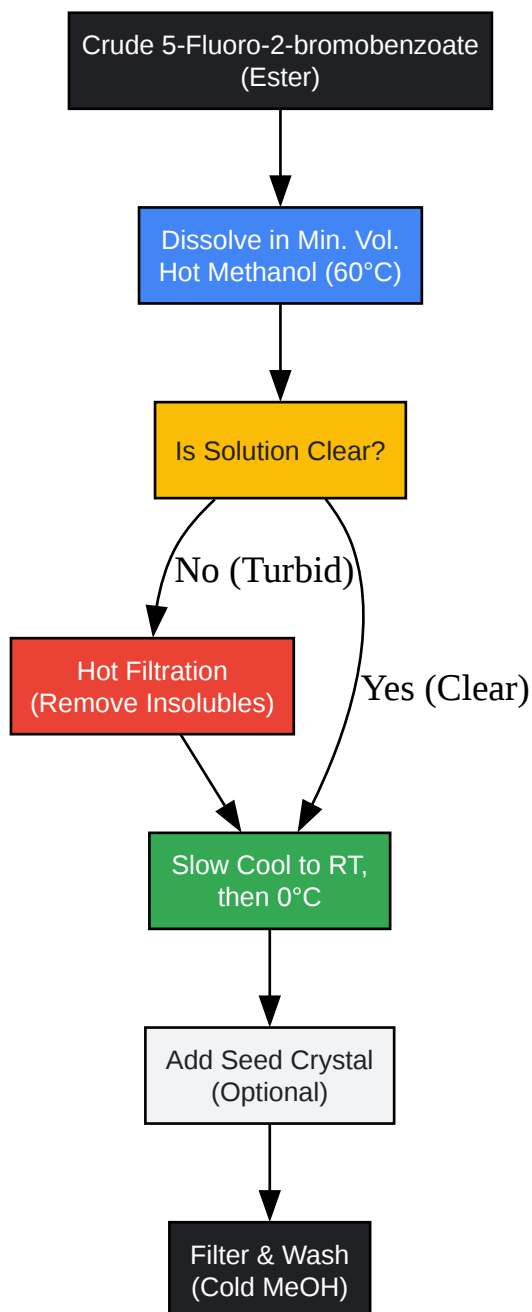 Crude 5-Fluoro-2-bromobenzoate
(Ester)
Dissolve in Min. Vol.
Hot Methanol (60°C)
Is Solution Clear?
No (Turbid)
Hot Filtration
(Remove Insolubles)
Yes (Clear)
Slow Cool to RT,
then 0°C
Add Seed Crystal
(Optional)
Filter & Wash
(Cold MeOH)